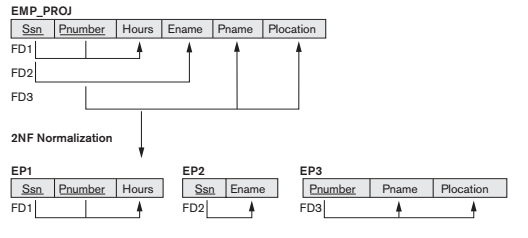 EMP_PROJ
Ssn Pnumber Hours Ename Pname Plocation
FD1
FD2
FD3
2NF Normalization
EP1 EP2 EP3
Ssn Pnumber Hours Ssn Ename Pnumber Pname Plocation
FD1 FD2 FD3